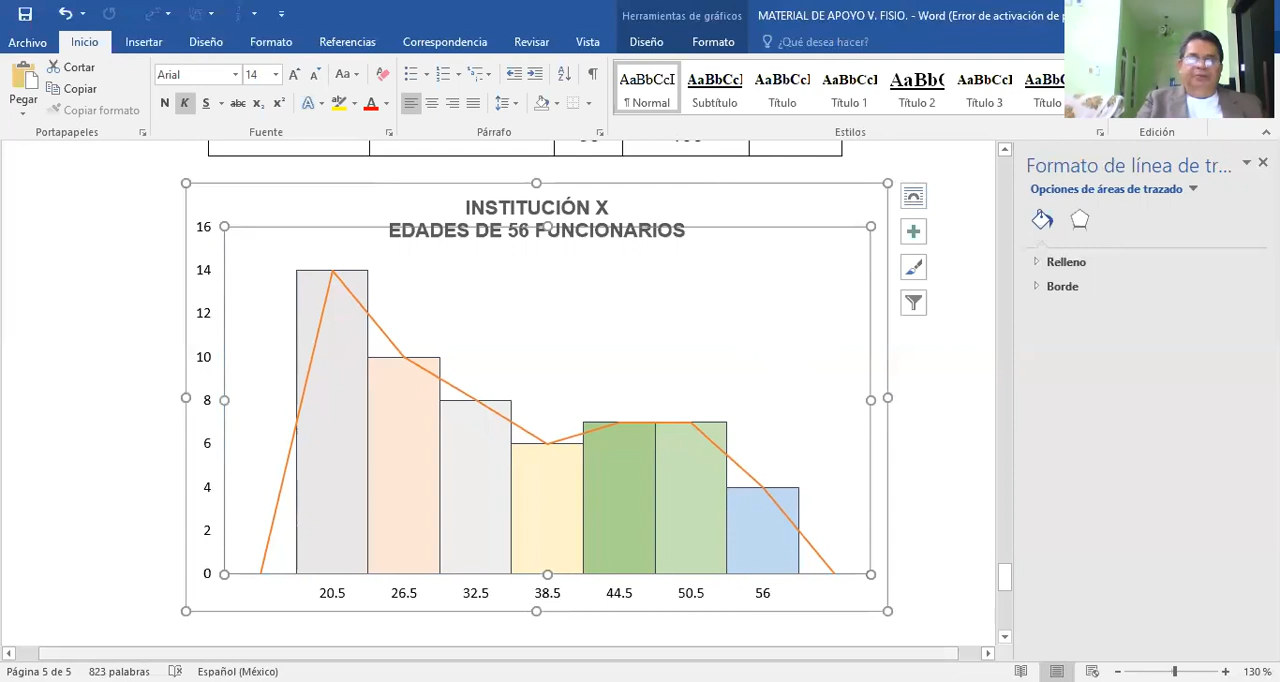 Herramientas de gráficos
MATERIAL DE APOYO V. FISIO. - Word (Error de activación de
Archivo Inicio Insertar Diseño Formato Referencias Correspondencia Revisar Vista Diseño Formato ¿Qué desea hacer?
Pegar
Cortar
Copiar
Copiar formato
Portapapeles
Arial 14 Aa
N K S abc x₂ x² A A
Fuente
Párrafo
AaBbCcI AaBbCcI AaBbCcI AaBbCcI AaBb( AaBbCcI AaBbC
¶ Normal Subtítulo Título Título 1 Título 2 Título 3 Título
Estilos
Edición
INSTITUCIÓN X
EDADES DE 56 FUNCIONARIOS
16
14
12
10
8
6
4
2
0
20.5 26.5 32.5 38.5 44.5 50.5 56
Formato de línea de tr...
Opciones de áreas de trazado
Relleno
Borde
Página 5 de 5 823 palabras Español (México) 130 %